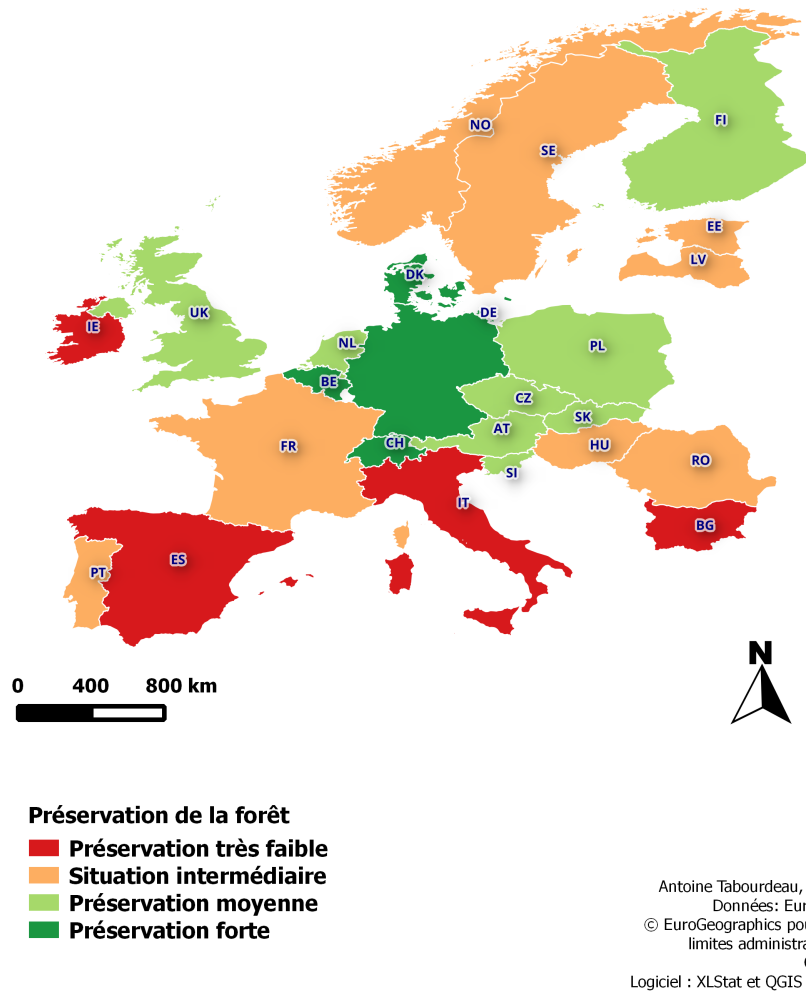 NO
FI
SE
EE
LV
DK
IE
UK
DE
NL
PL
BE
CZ
SK
AT
CH
FR
HU
RO
SI
IT
BG
ES
PT
N
0 400 800 km
Préservation de la forêt
Préservation très faible
Situation intermédiaire
Préservation moyenne
Préservation forte
Antoine Tabourdeau,
Données: Eur
© EuroGeographics pou
limites administra
Logiciel : XLStat et QGIS